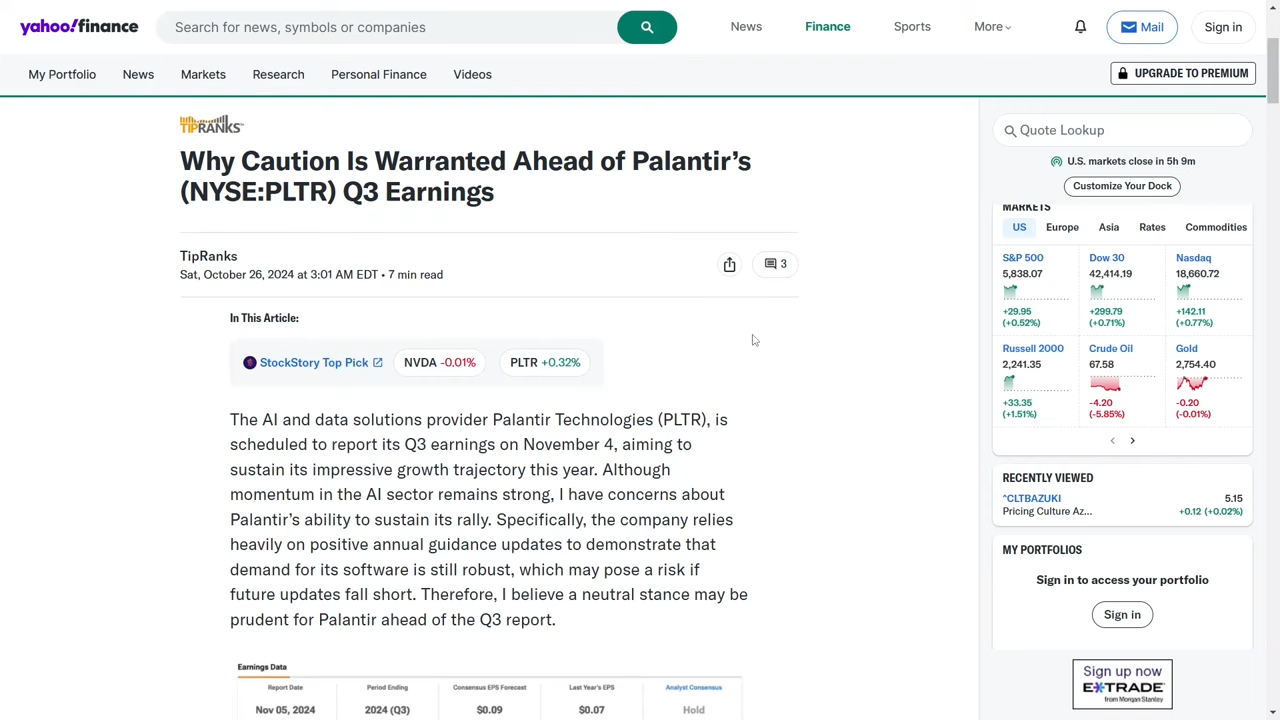 yahoo!finance
Search for news, symbols or companies
News
Finance
Sports
More
Mail
Sign in
My Portfolio
News
Markets
Research
Personal Finance
Videos
UPGRADE TO PREMIUM
TIPRANKS™
Why Caution Is Warranted Ahead of Palantir’s
(NYSE:PLTR) Q3 Earnings
TipRanks
Sat, October 26, 2024 at 3:01 AM EDT • 7 min read
3
In This Article:
StockStory Top Pick
NVDA -0.01%
PLTR +0.32%
The AI and data solutions provider Palantir Technologies (PLTR), is
scheduled to report its Q3 earnings on November 4, aiming to
sustain its impressive growth trajectory this year. Although
momentum in the AI sector remains strong, I have concerns about
Palantir’s ability to sustain its rally. Specifically, the company relies
heavily on positive annual guidance updates to demonstrate that
demand for its software is still robust, which may pose a risk if
future updates fall short. Therefore, I believe a neutral stance may be
prudent for Palantir ahead of the Q3 report.
Earnings Data
Report Date Period Ending Consensus EPS Forecast Last Year's EPS Analyst Consensus
Nov 05, 2024 2024 (Q3) $0.09 $0.07 Hold
Quote Lookup
U.S. markets close in 5h 9m
Customize Your Dock
MARKETS
US Europe Asia Rates Commodities
S&P 500 Dow 30 Nasdaq
5,838.07 42,414.19 18,660.72
+29.95 +299.79 +142.11
(+0.52%) (+0.71%) (+0.77%)
Russell 2000 Crude Oil Gold
2,241.35 67.58 2,754.40
+33.35 -4.20 -0.20
(+1.51%) (-5.85%) (-0.01%)
RECENTLY VIEWED
^CLTBAZUKI 5.15
Pricing Culture Az... +0.12 (+0.02%)
MY PORTFOLIOS
Sign in to access your portfolio
Sign in
Sign up now
E*TRADE
from Morgan Stanley